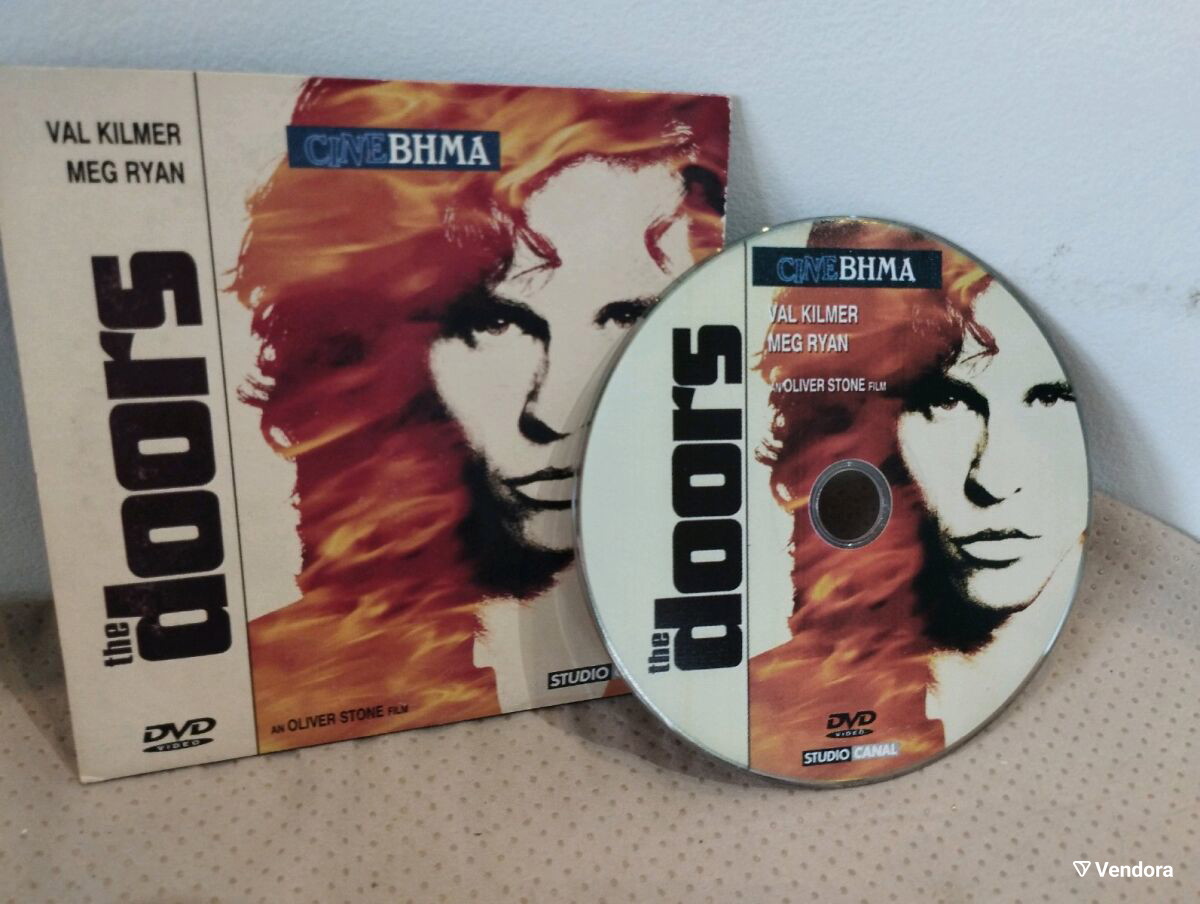 VAL KILMER
MEG RYAN
CINEBHMA
the doors
DVD
VIDEO
AN OLIVER STONE FILM
STUDIO
CINEBHMA
VAL KILMER
MEG RYAN
AN OLIVER STONE FILM
the doors
DVD
VIDEO
STUDIO CANAL
Vendora